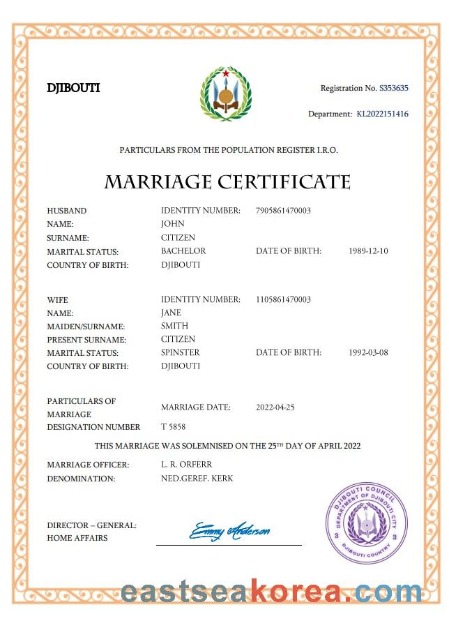 DJIBOUTI
Registration No. S353635
Department: KL2022151416
PARTICULARS FROM THE POPULATION REGISTER I.R.O.
MARRIAGE CERTIFICATE
HUSBAND IDENTITY NUMBER: 7905861470003
NAME: JOHN
SURNAME: CITIZEN
MARITAL STATUS: BACHELOR DATE OF BIRTH: 1989-12-10
COUNTRY OF BIRTH: DJIBOUTI
WIFE IDENTITY NUMBER: 1105861470003
NAME: JANE
MAIDEN/SURNAME: SMITH
PRESENT SURNAME: CITIZEN
MARITAL STATUS: SPINSTER DATE OF BIRTH: 1992-03-08
COUNTRY OF BIRTH: DJIBOUTI
PARTICULARS OF
MARRIAGE MARRIAGE DATE: 2022-04-25
DESIGNATION NUMBER T 5858
THIS MARRIAGE WAS SOLEMNISED ON THE 25TH DAY OF APRIL 2022
MARRIAGE OFFICER: L. R. ORFERR
DENOMINATION: NED.GEREF. KERK
DJIBOUTI COUNCIL
DEPARTMENT OF DJIBOUTI CITY
DJIBOUTI COUNTRY
DIRECTOR – GENERAL:
HOME AFFAIRS
Emmy Anderson
eastseakorea.com